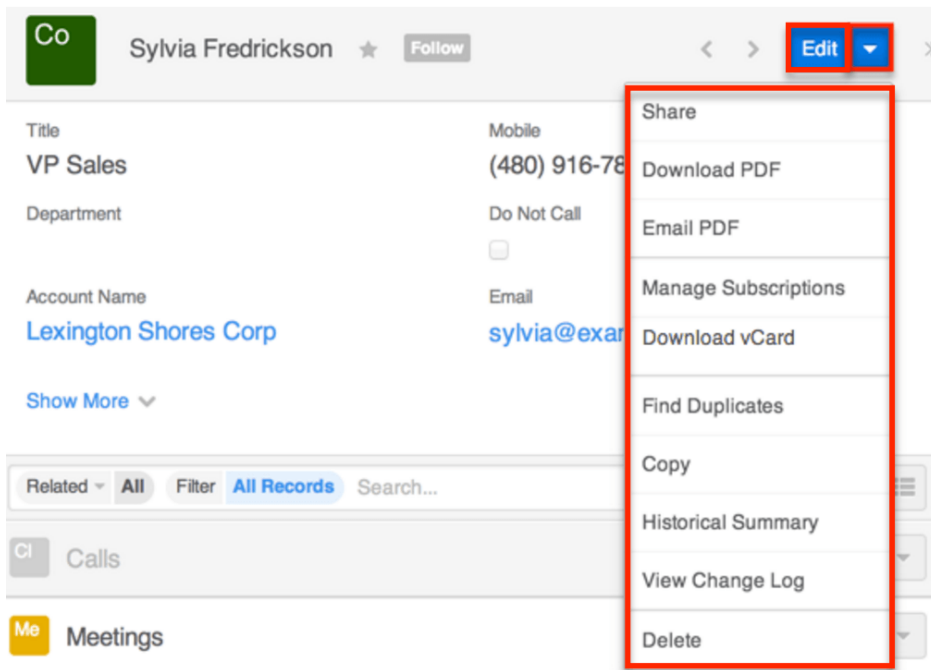 Co
Sylvia Fredrickson
Follow
Edit
Share
Title
Mobile
VP Sales
(480) 916-78
Download PDF
Department
Do Not Call
Email PDF
Account Name
Email
Manage Subscriptions
Lexington Shores Corp
sylvia@exar
Download vCard
Show More
Find Duplicates
Copy
Related All Filter All Records Search...
Historical Summary
Cl
Calls
View Change Log
Me
Meetings
Delete